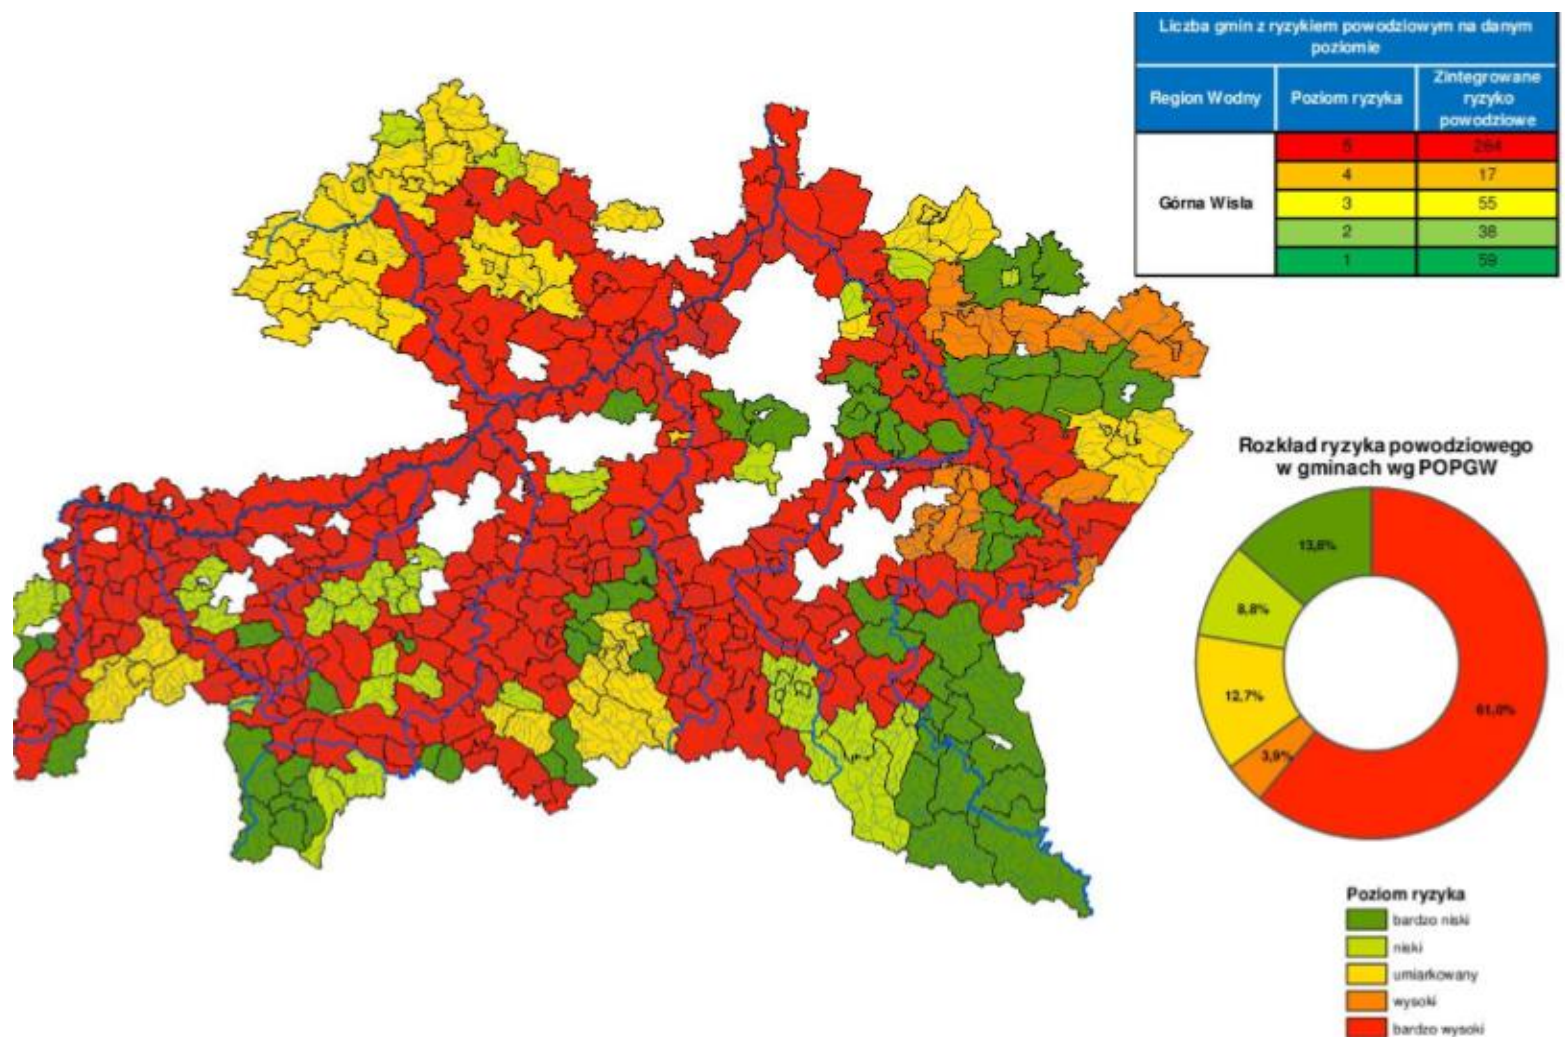 Liczba gmin z ryzykiem powodziowym na danym
poziomie
Region Wodny
Poziom ryzyka
Zintegrowane
ryzyko
powodziowe
Górna Wisła
5
264
4
17
3
55
2
38
1
59
Rozkład ryzyka powodziowego
w gminach wg POPGW
13,6%
8,8%
12,7%
3,9%
61,0%
Poziom ryzyka
bardzo niski
niski
umiarkowany
wysoki
bardzo wysoki